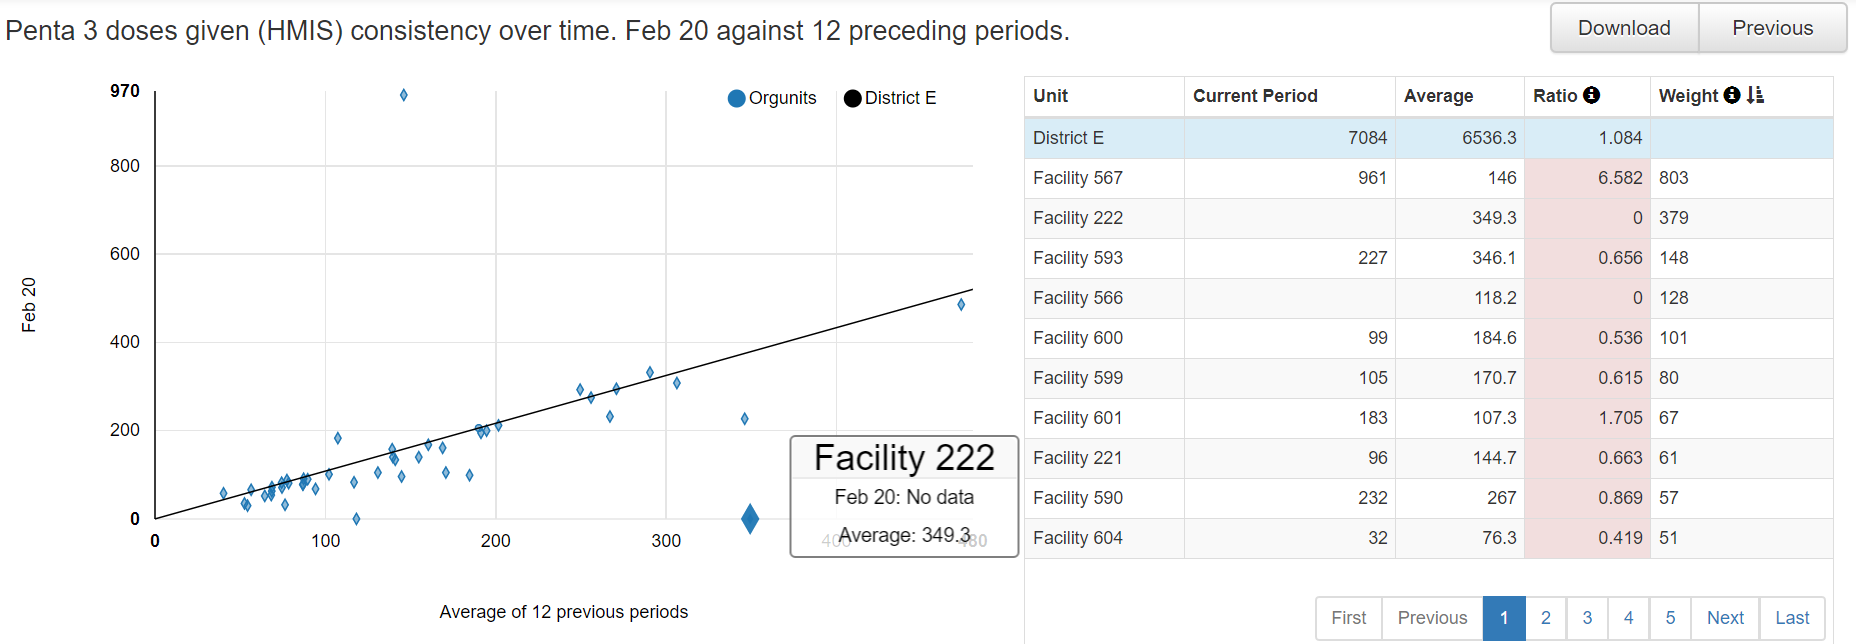 Penta 3 doses given (HMIS) consistency over time. Feb 20 against 12 preceding periods.
Download Previous
970
800
600
400
200
0
Feb 20
Orgunits District E
0 100 200 300 400 480
Average of 12 previous periods
Facility 222
Feb 20: No data
Average: 349.3
Unit Current Period Average Ratio Weight
District E 7084 6536.3 1.084
Facility 567 961 146 6.582 803
Facility 222 349.3 0 379
Facility 593 227 346.1 0.656 148
Facility 566 118.2 0 128
Facility 600 99 184.6 0.536 101
Facility 599 105 170.7 0.615 80
Facility 601 183 107.3 1.705 67
Facility 221 96 144.7 0.663 61
Facility 590 232 267 0.869 57
Facility 604 32 76.3 0.419 51
First Previous 1 2 3 4 5 Next Last